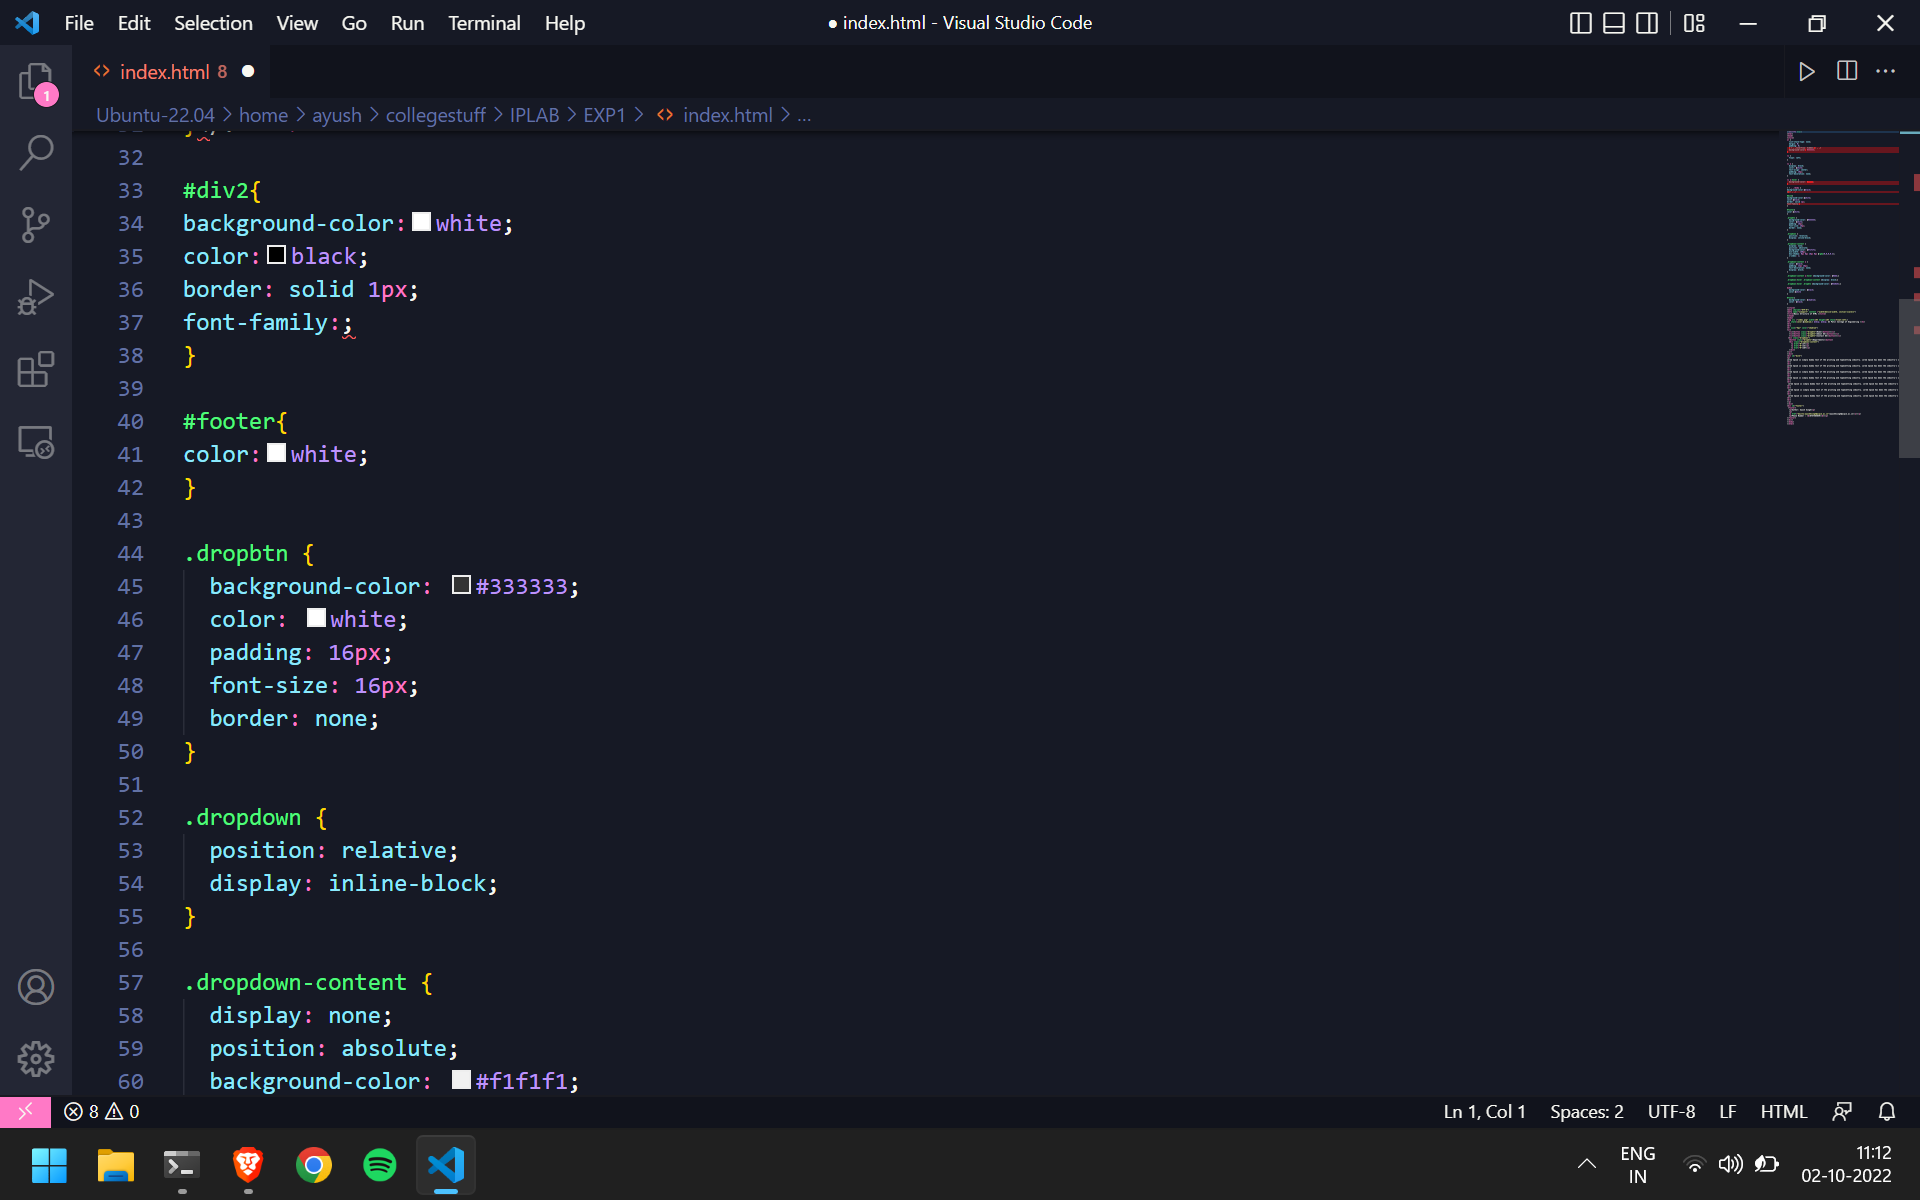 File Edit Selection View Go Run Terminal Help
● index.html - Visual Studio Code
index.html 8 ●
1
Ubuntu-22.04 > home > ayush > collegestuff > IPLAB > EXP1 > index.html > ...
32
33 #div2{
34 background-color:white;
35 color:black;
36 border: solid 1px;
37 font-family:;
38 }
39
40 #footer{
41 color:white;
42 }
43
44 .dropbtn {
45 background-color: #333333;
46 color: white;
47 padding: 16px;
48 font-size: 16px;
49 border: none;
50 }
51
52 .dropdown {
53 position: relative;
54 display: inline-block;
55 }
56
57 .dropdown-content {
58 display: none;
59 position: absolute;
60 background-color: #f1f1f1;
8 0
Ln 1, Col 1 Spaces: 2 UTF-8 LF HTML
ENG
IN
11:12
02-10-2022